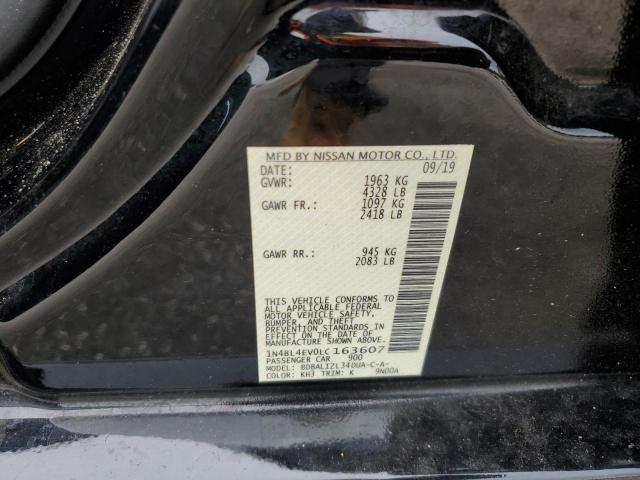 MFD BY NISSAN MOTOR CO., LTD.
DATE: 09/19
GVWR: 1963 KG
4328 LB
GAWR FR.: 1097 KG
2418 LB
GAWR RR.: 945 KG
2083 LB
THIS VEHICLE CONFORMS TO
ALL APPLICABLE FEDERAL
MOTOR VEHICLE SAFETY,
BUMPER, AND THEFT
PREVENTION STANDARDS IN
EFFECT ON THE DATE OF
MANUFACTURE SHOWN ABOVE.
1N4BL4EV0LC163607
PASSENGER CAR 900
MODEL: BDBALIZL34DUA-C-A-
COLOR: KH3 TRIM: K 9N00A